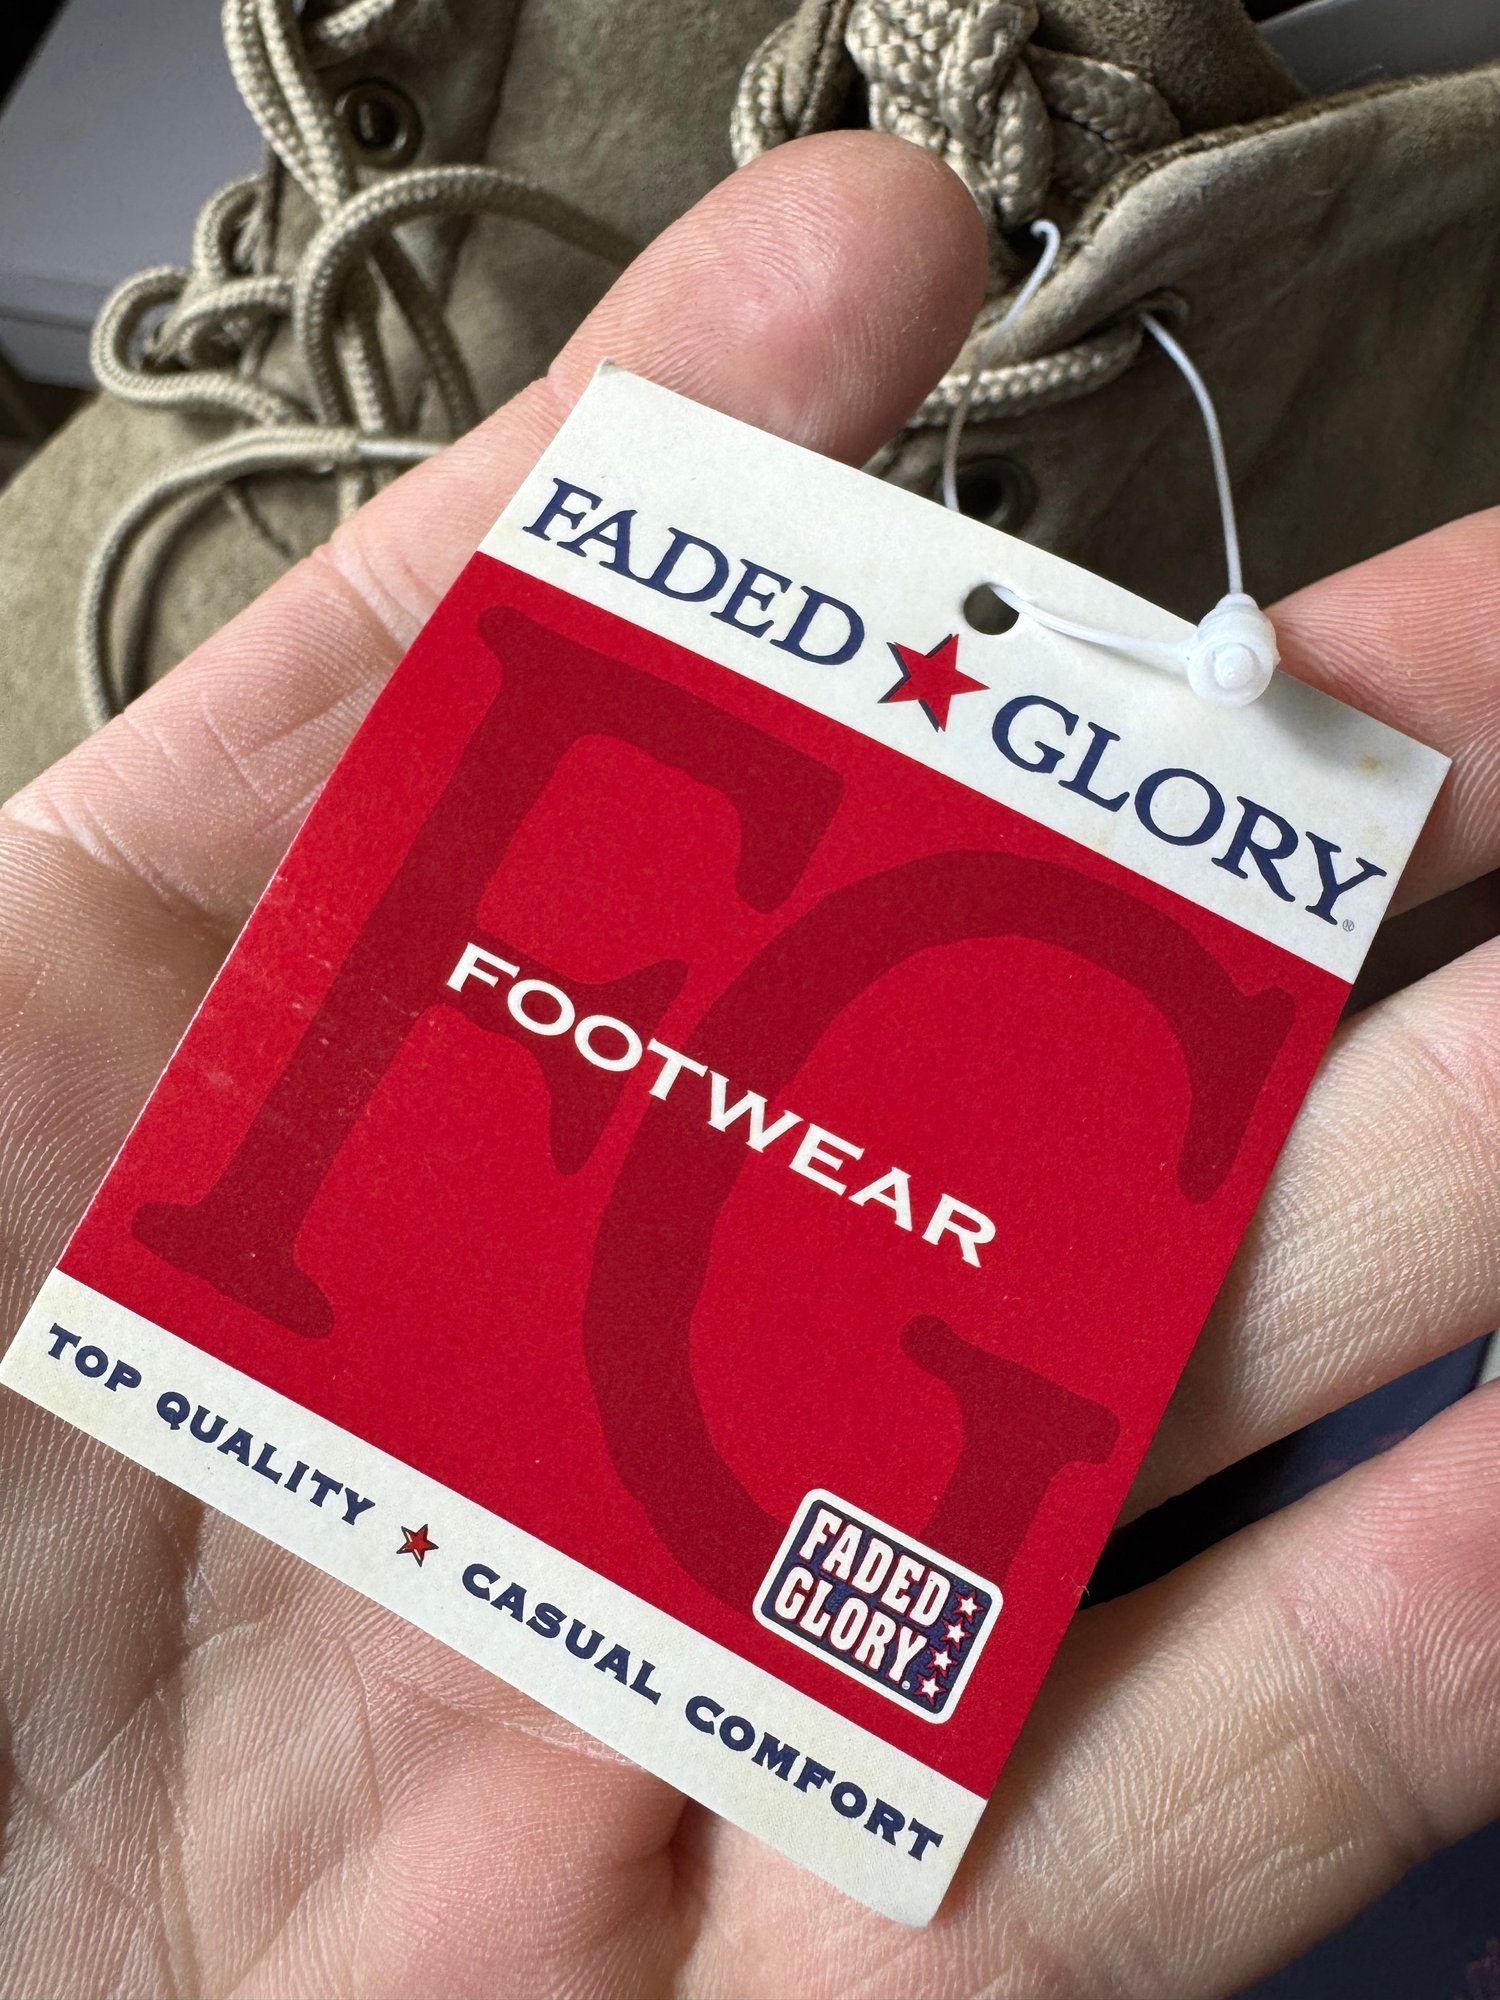 FADED ★ GLORY®
FG
FOOTWEAR
FADED
GLORY.
TOP QUALITY ★ CASUAL COMFORT